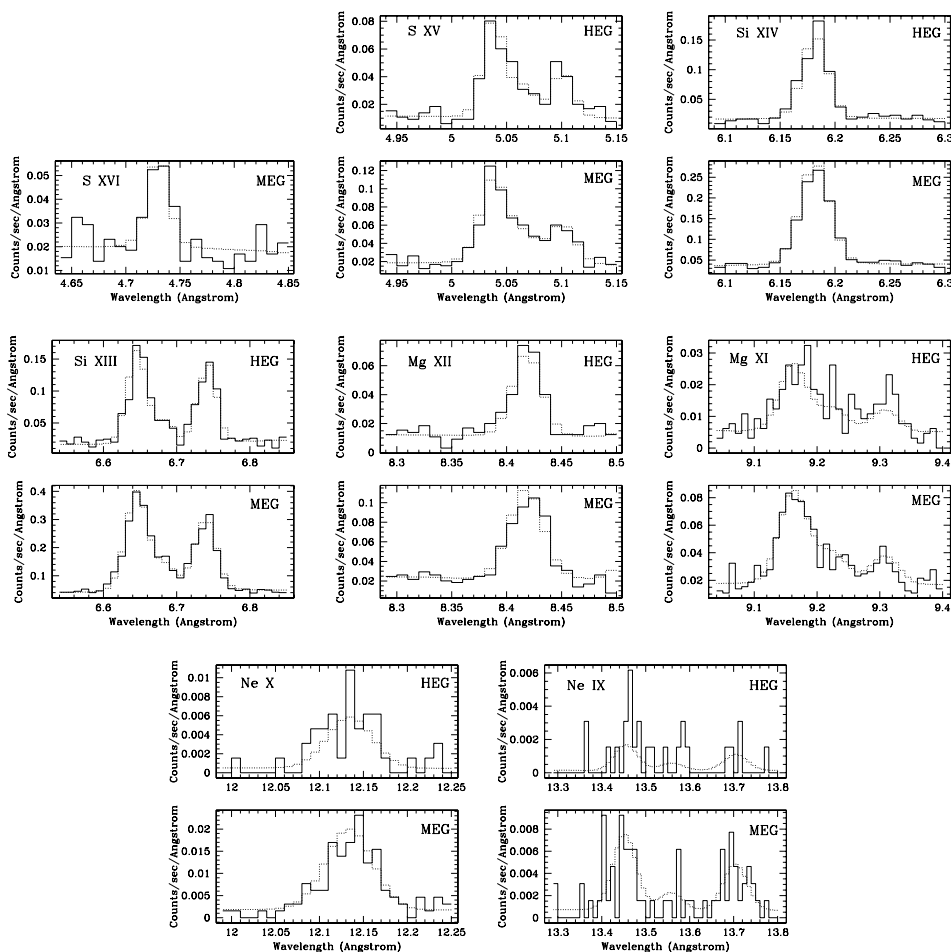 S XV HEG
Counts/sec/Angstrom
0.08
0.06
0.04
0.02
4.95 5 5.05 5.1 5.15
Si XIV HEG
Counts/sec/Angstrom
0.15
0.1
0.05
6.1 6.15 6.2 6.25 6.3
S XVI MEG
Counts/sec/Angstrom
0.05
0.04
0.03
0.02
0.01
4.65 4.7 4.75 4.8 4.85
Wavelength (Angstrom)
MEG
Counts/sec/Angstrom
0.12
0.1
0.08
0.06
0.04
0.02
4.95 5 5.05 5.1 5.15
Wavelength (Angstrom)
MEG
Counts/sec/Angstrom
0.25
0.2
0.15
0.1
0.05
6.1 6.15 6.2 6.25 6.3
Wavelength (Angstrom)
Si XIII HEG
Counts/sec/Angstrom
0.15
0.1
0.05
6.6 6.7 6.8
Mg XII HEG
Counts/sec/Angstrom
0.06
0.04
0.02
0
8.3 8.35 8.4 8.45 8.5
Mg XI HEG
Counts/sec/Angstrom
0.03
0.02
0.01
0
9.1 9.2 9.3 9.4
MEG
Counts/sec/Angstrom
0.4
0.3
0.2
0.1
6.6 6.7 6.8
Wavelength (Angstrom)
MEG
Counts/sec/Angstrom
0.1
0.08
0.06
0.04
0.02
8.3 8.35 8.4 8.45 8.5
Wavelength (Angstrom)
MEG
Counts/sec/Angstrom
0.08
0.06
0.04
0.02
9.1 9.2 9.3 9.4
Wavelength (Angstrom)
Ne X HEG
Counts/sec/Angstrom
0.01
0.008
0.006
0.004
0.002
0
12 12.05 12.1 12.15 12.2 12.25
Ne IX HEG
Counts/sec/Angstrom
0.006
0.004
0.002
0
13.3 13.4 13.5 13.6 13.7 13.8
MEG
Counts/sec/Angstrom
0.02
0.015
0.01
0.005
0
12 12.05 12.1 12.15 12.2 12.25
Wavelength (Angstrom)
MEG
Counts/sec/Angstrom
0.008
0.006
0.004
0.002
0
13.3 13.4 13.5 13.6 13.7 13.8
Wavelength (Angstrom)